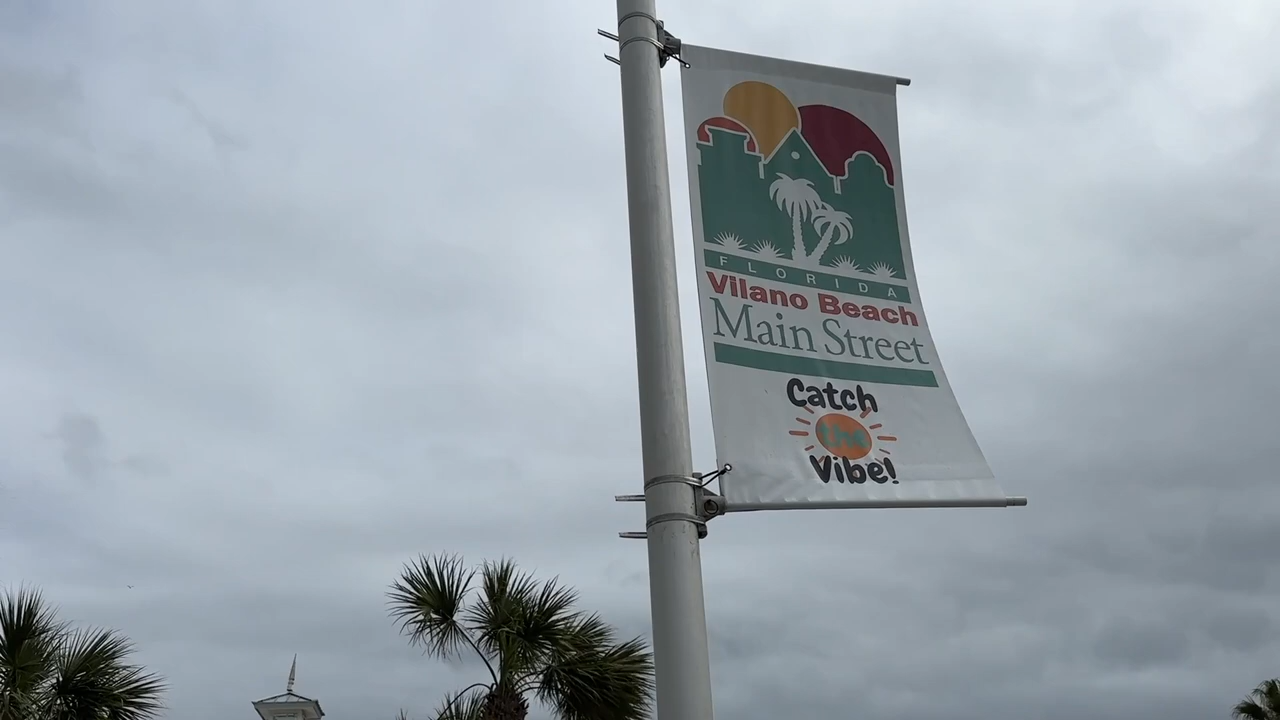 FLORIDA
Vilano Beach
Main Street
Catch
the
Vibe!